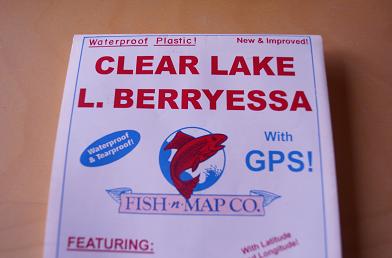 Waterproof Plastic! New & Improved!
CLEAR LAKE
L. BERRYESSA
Waterproof
& Tearproof!
With
GPS!
FISH-n-MAP CO.
FEATURING:
With Latitude
Longitude!